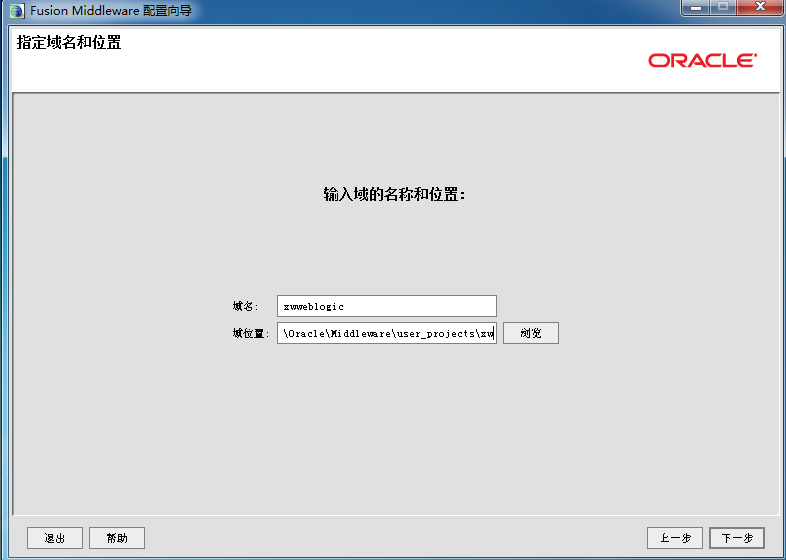 Fusion Middleware 配置向导
指定域名和位置
ORACLE
输入域的名称和位置:
域名: zwweblogic
域位置: \Oracle\Middleware\user_projects\zw 浏览
退出 帮助 上一步 下一步